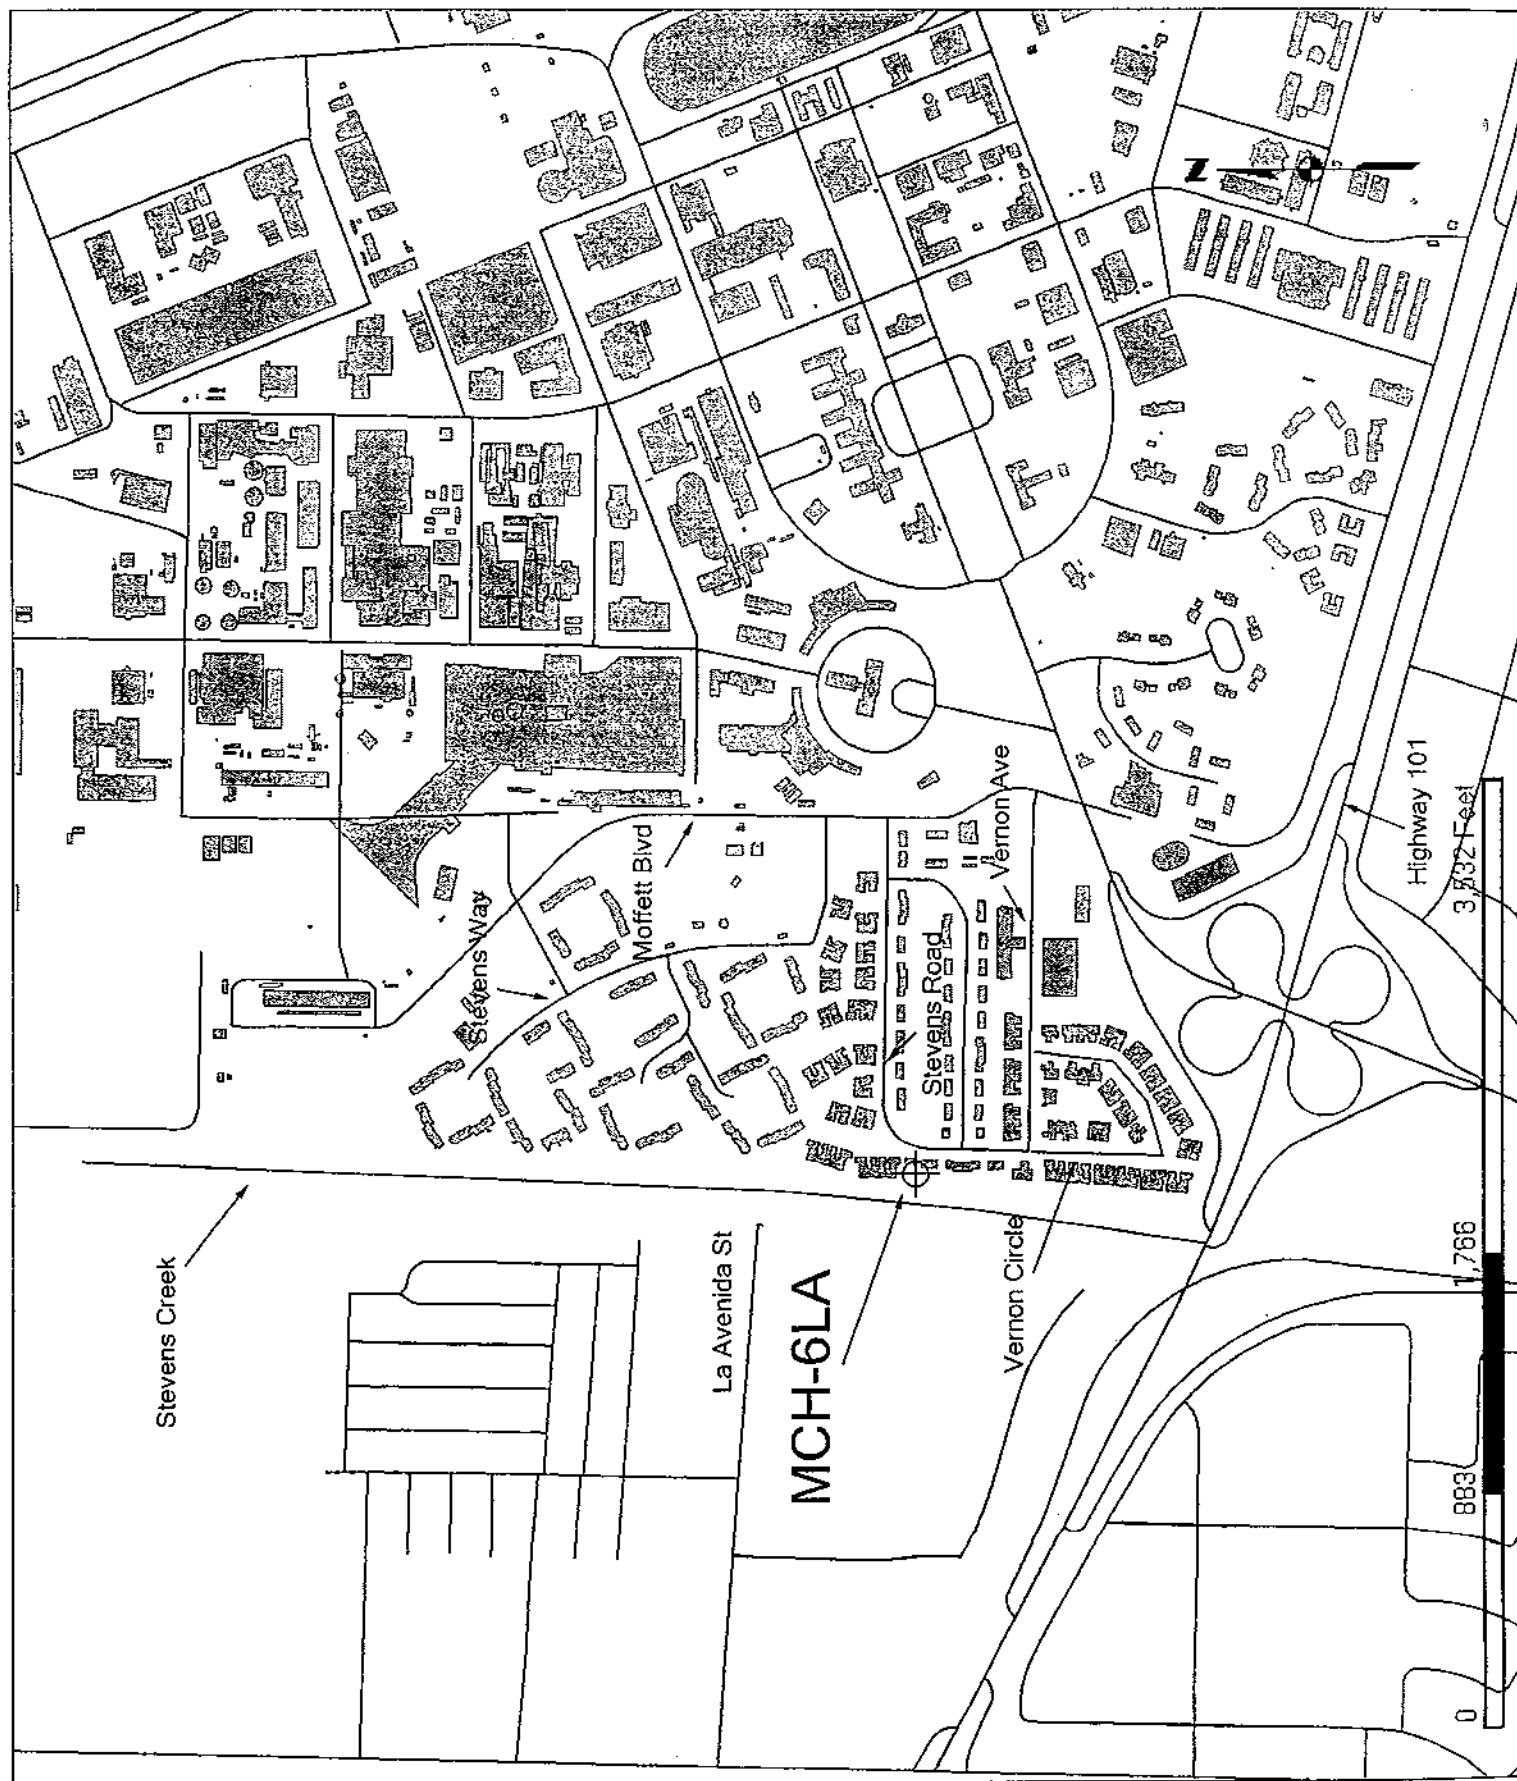 Stevens Creek
Stevens Way
Moffett Blvd
La Avenida St
MCH-6LA
Stevens Road
Vernon Ave
Vernon Circle
Highway 101
N
0 883 1,766 3,532 Feet